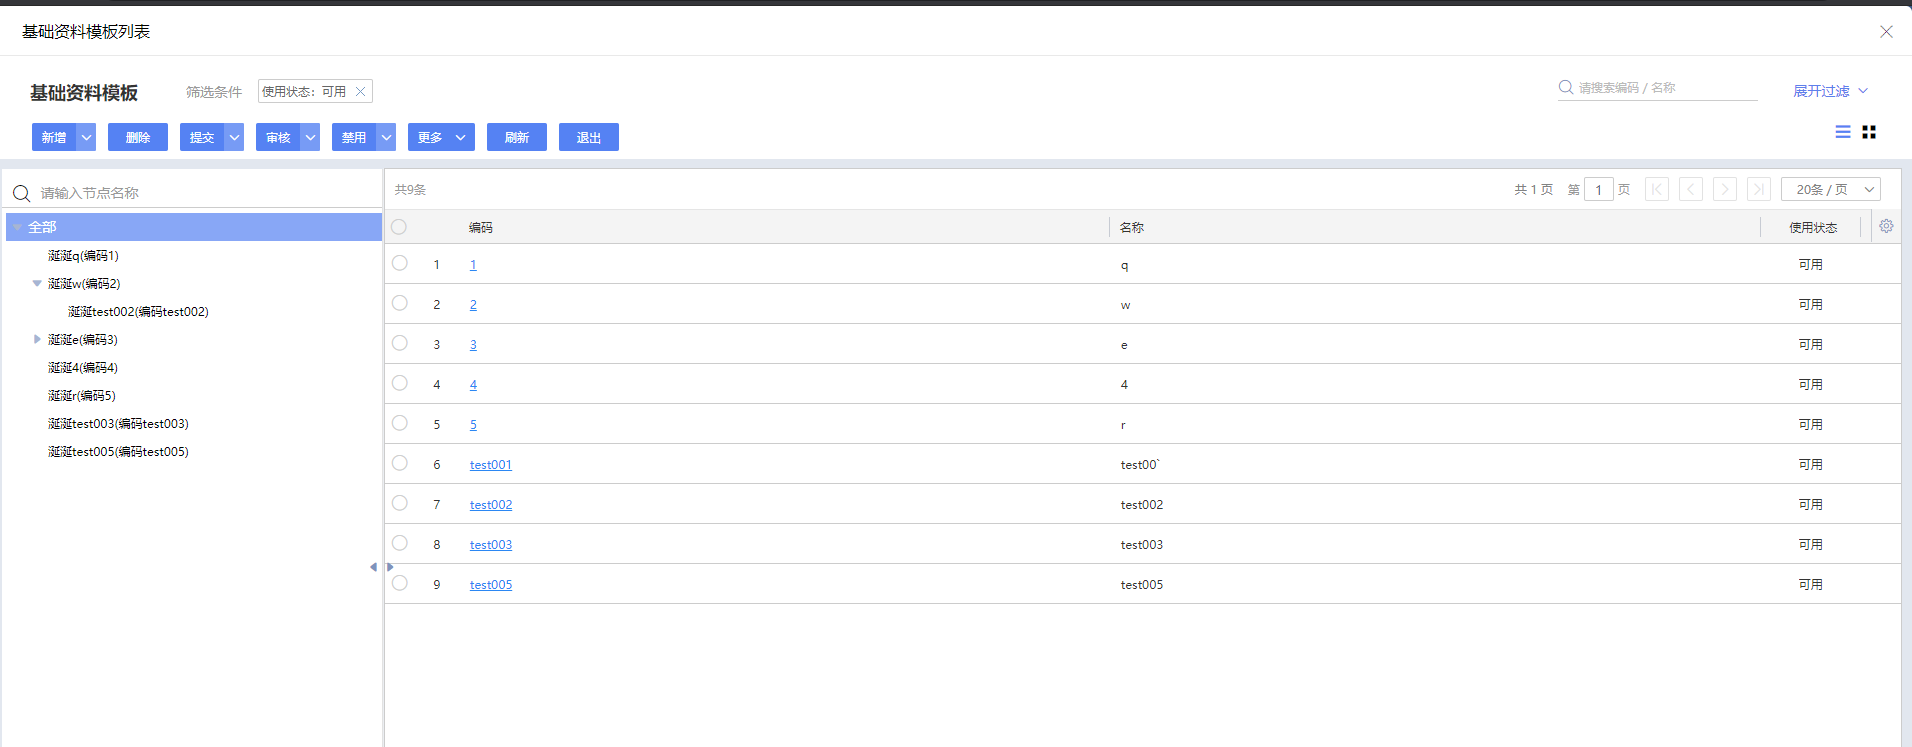 基础资料模板列表
基础资料模板
筛选条件
使用状态：可用
请搜索编码 / 名称
展开过滤
新增
删除
提交
审核
禁用
更多
刷新
退出
请输入节点名称
全部
涎涎q(编码1)
涎涎w(编码2)
涎涎test002(编码test002)
涎涎e(编码3)
涎涎4(编码4)
涎涎r(编码5)
涎涎test003(编码test003)
涎涎test005(编码test005)
共9条
共 1 页 第 1 页 20条 / 页
编码 名称 使用状态
1 1 q 可用
2 2 w 可用
3 3 e 可用
4 4 4 可用
5 5 r 可用
6 test001 test00` 可用
7 test002 test002 可用
8 test003 test003 可用
9 test005 test005 可用